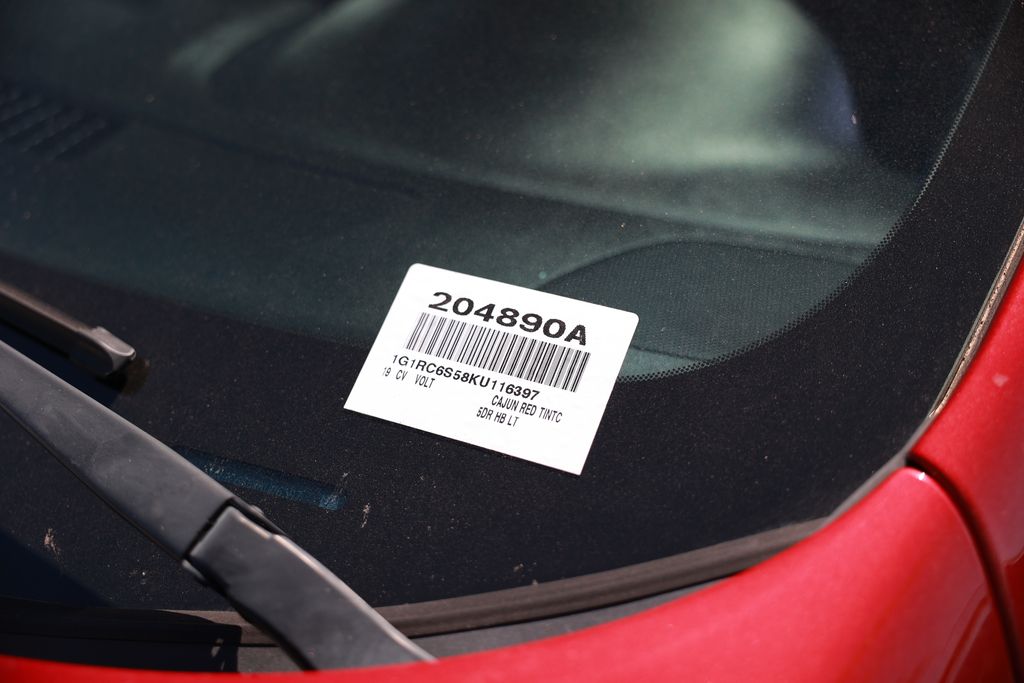 204890A
1G1RC6S58KU116397
19 CV VOLT
CAJUN RED TINTC
5DR HB LT